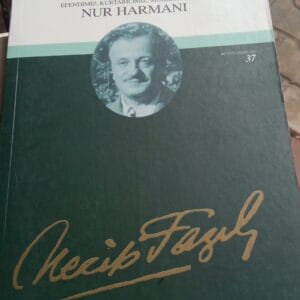 EFENDİMİZ, KURTARICIMIZ,
NUR HARMANI
37
Necip Fazıl